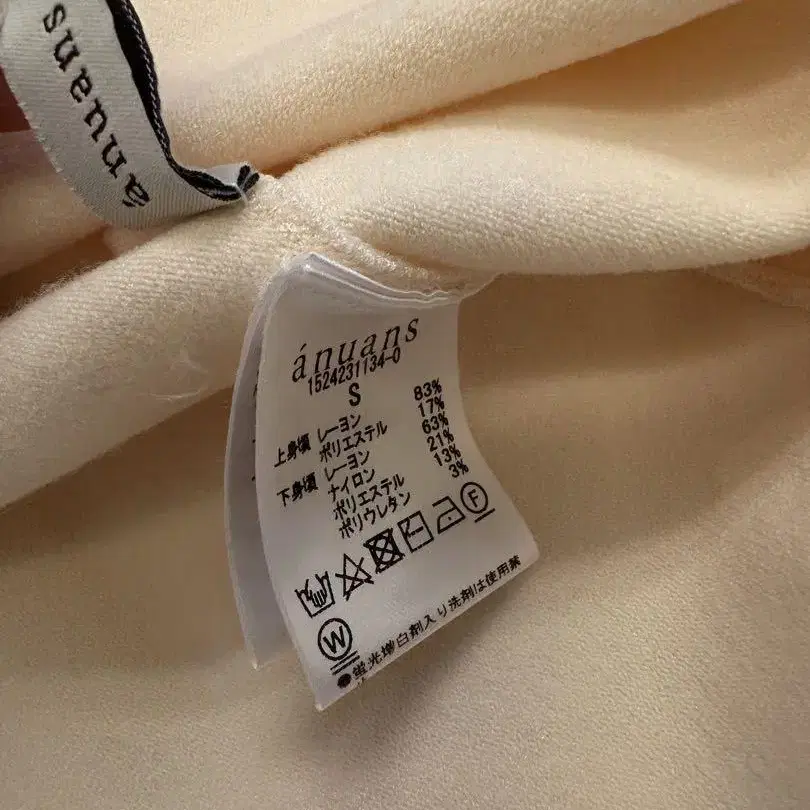 ánuans
ánuans
1524231134-0
S
上身頃 レーヨン 83%
ポリエステル 17%
下身頃 レーヨン 63%
ナイロン 21%
ポリエステル 13%
ポリウレタン 3%
F
W
●蛍光増白剤入り洗剤は使用禁